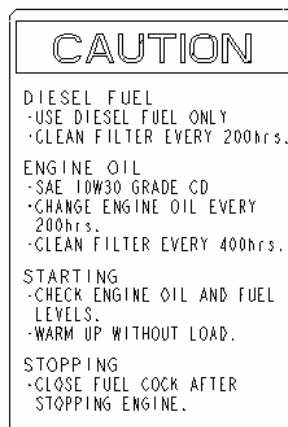 CAUTION
DIESEL FUEL
·USE DIESEL FUEL ONLY
·CLEAN FILTER EVERY 200hrs.
ENGINE OIL
·SAE 10W30 GRADE CD
·CHANGE ENGINE OIL EVERY
200hrs.
·CLEAN FILTER EVERY 400hrs.
STARTING
·CHECK ENGINE OIL AND FUEL
LEVELS.
·WARM UP WITHOUT LOAD.
STOPPING
·CLOSE FUEL COCK AFTER
STOPPING ENGINE.